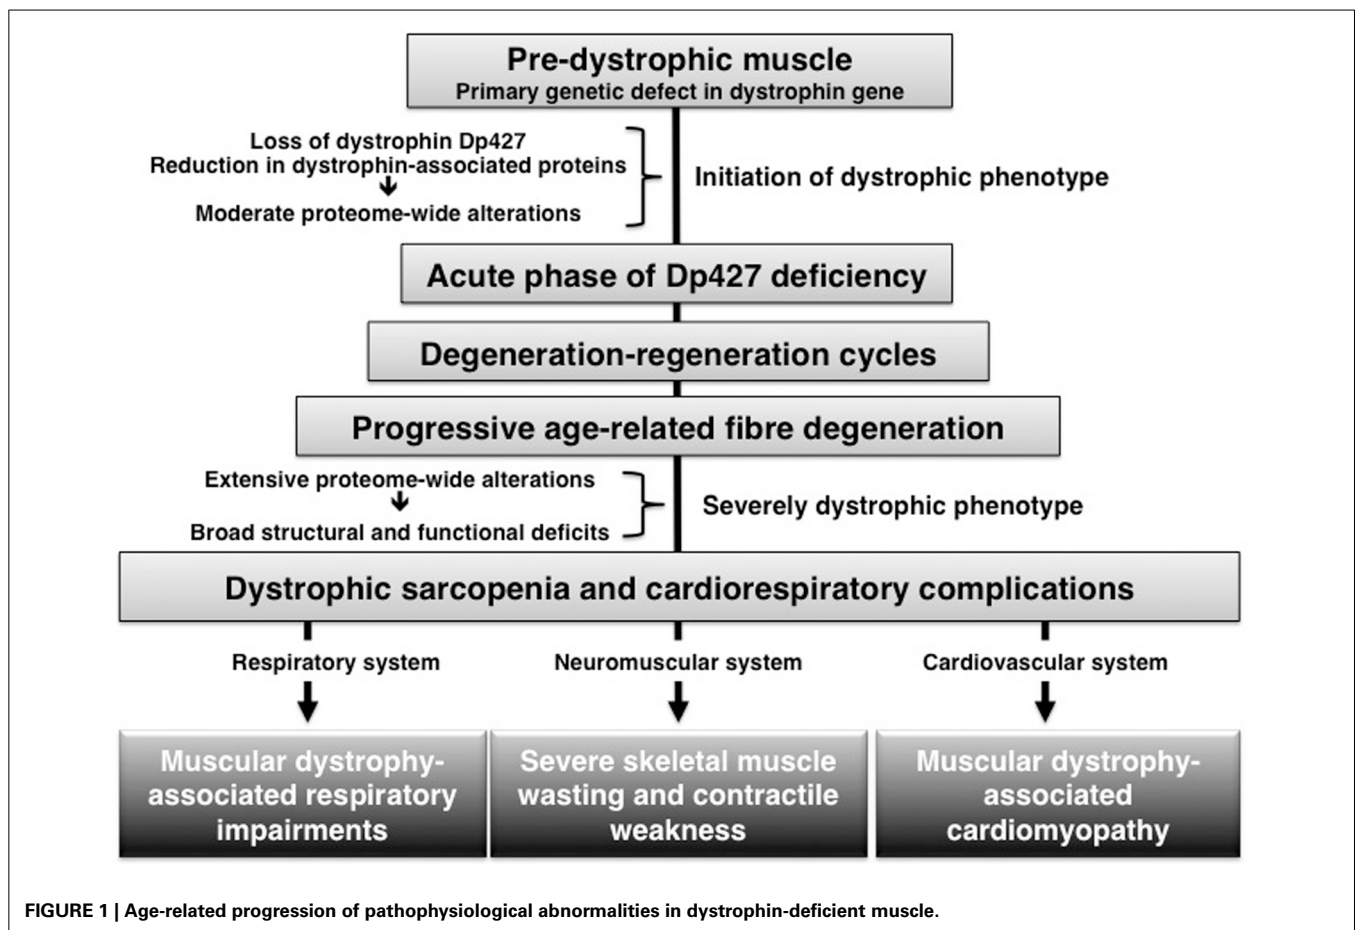 Pre-dystrophic muscle
Primary genetic defect in dystrophin gene
Loss of dystrophin Dp427
Reduction in dystrophin-associated proteins
Moderate proteome-wide alterations
Initiation of dystrophic phenotype
Acute phase of Dp427 deficiency
Degeneration-regeneration cycles
Progressive age-related fibre degeneration
Extensive proteome-wide alterations
Broad structural and functional deficits
Severely dystrophic phenotype
Dystrophic sarcopenia and cardiorespiratory complications
Respiratory system
Neuromuscular system
Cardiovascular system
Muscular dystrophy-
associated respiratory
impairments
Severe skeletal muscle
wasting and contractile
weakness
Muscular dystrophy-
associated
cardiomyopathy
FIGURE 1 | Age-related progression of pathophysiological abnormalities in dystrophin-deficient muscle.